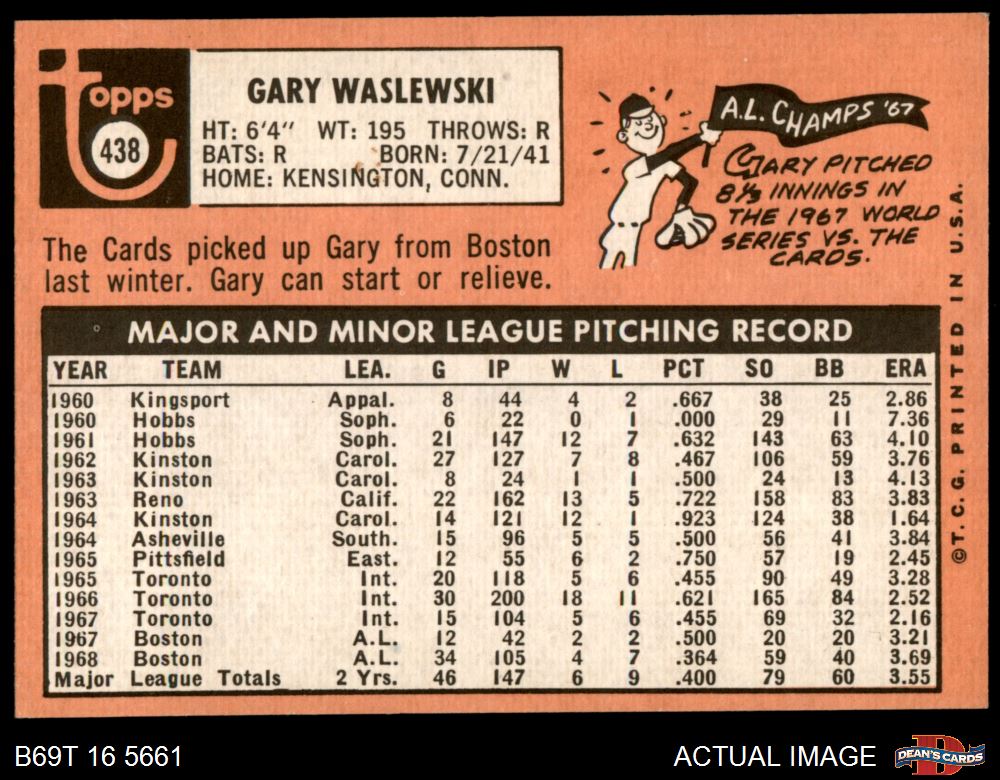 Topps
438
GARY WASLEWSKI
HT: 6'4" WT: 195 THROWS: R
BATS: R BORN: 7/21/41
HOME: KENSINGTON, CONN.
The Cards picked up Gary from Boston
last winter. Gary can start or relieve.
A.L. CHAMPS '67
GARY PITCHED
8⅓ INNINGS IN
THE 1967 WORLD
SERIES VS. THE
CARDS.
MAJOR AND MINOR LEAGUE PITCHING RECORD
YEAR TEAM LEA. G IP W L PCT SO BB ERA
1960 Kingsport Appal. 8 44 4 2 .667 38 25 2.86
1960 Hobbs Soph. 6 22 0 1 .000 29 11 7.36
1961 Hobbs Soph. 21 147 12 7 .632 143 63 4.10
1962 Kinston Carol. 27 127 7 8 .467 106 59 3.76
1963 Kinston Carol. 8 24 1 1 .500 24 13 4.13
1963 Reno Calif. 22 162 13 5 .722 158 83 3.83
1964 Kinston Carol. 14 121 12 1 .923 124 38 1.64
1964 Asheville South. 15 96 5 5 .500 56 41 3.84
1965 Pittsfield East. 12 55 6 2 .750 57 19 2.45
1965 Toronto Int. 20 118 5 6 .455 90 49 3.28
1966 Toronto Int. 30 200 18 11 .621 165 84 2.52
1967 Toronto Int. 15 104 5 6 .455 69 32 2.16
1967 Boston A.L. 12 42 2 2 .500 20 20 3.21
1968 Boston A.L. 34 105 4 7 .364 59 40 3.69
Major League Totals 2 Yrs. 46 147 6 9 .400 79 60 3.55
©T.C.G. PRINTED IN U.S.A.
B69T 16 5661
ACTUAL IMAGE
DEAN'S CARDS